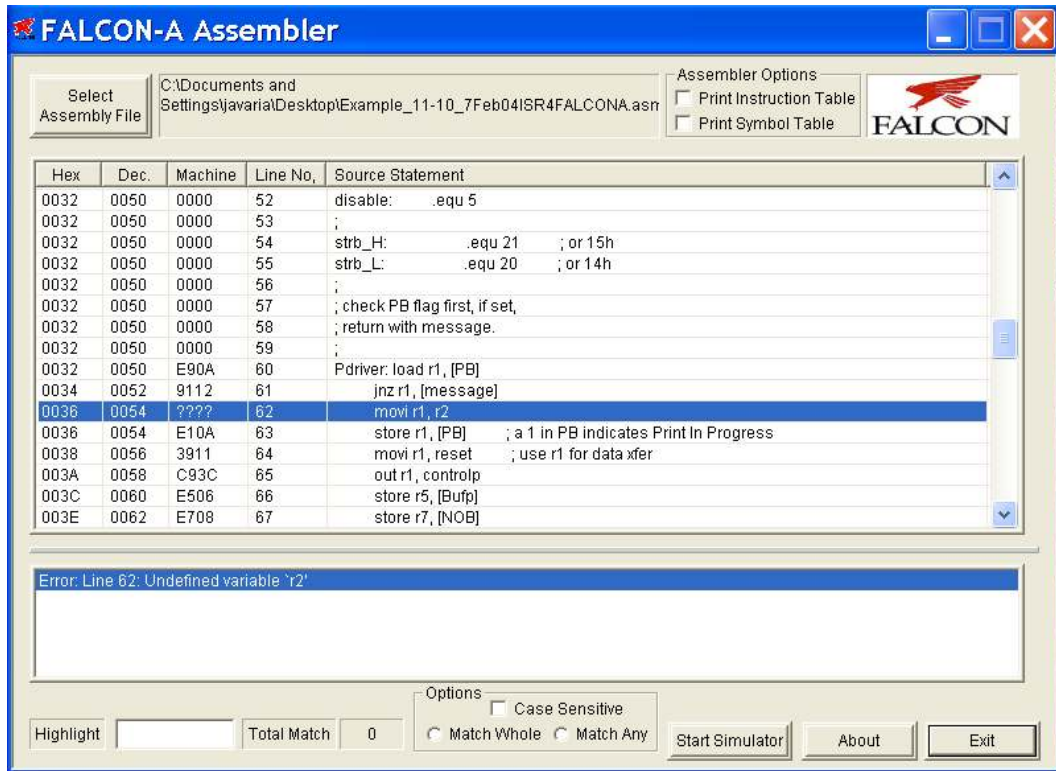 FALCON-A Assembler
Select
Assembly File
C:\Documents and
Settings\javaria\Desktop\Example_11-10_7Feb04ISR4FALCONA.asm
Assembler Options
Print Instruction Table
Print Symbol Table
FALCON
Hex Dec. Machine Line No, Source Statement
0032 0050 0000 52 disable: .equ 5
0032 0050 0000 53 ;
0032 0050 0000 54 strb_H: .equ 21 ; or 15h
0032 0050 0000 55 strb_L: .equ 20 ; or 14h
0032 0050 0000 56 ;
0032 0050 0000 57 ; check PB flag first, if set,
0032 0050 0000 58 ; return with message.
0032 0050 0000 59 ;
0032 0050 E90A 60 Pdriver: load r1, [PB]
0034 0052 9112 61 jnz r1, [message]
0036 0054 ???? 62 movi r1, r2
0036 0054 E10A 63 store r1, [PB] ; a 1 in PB indicates Print In Progress
0038 0056 3911 64 movi r1, reset ; use r1 for data xfer
003A 0058 C93C 65 out r1, controlp
003C 0060 E506 66 store r5, [Bufp]
003E 0062 E708 67 store r7, [NOB]
Error: Line 62: Undefined variable `r2'
Options
Case Sensitive
Highlight
Total Match 0
Match Whole Match Any
Start Simulator
About
Exit